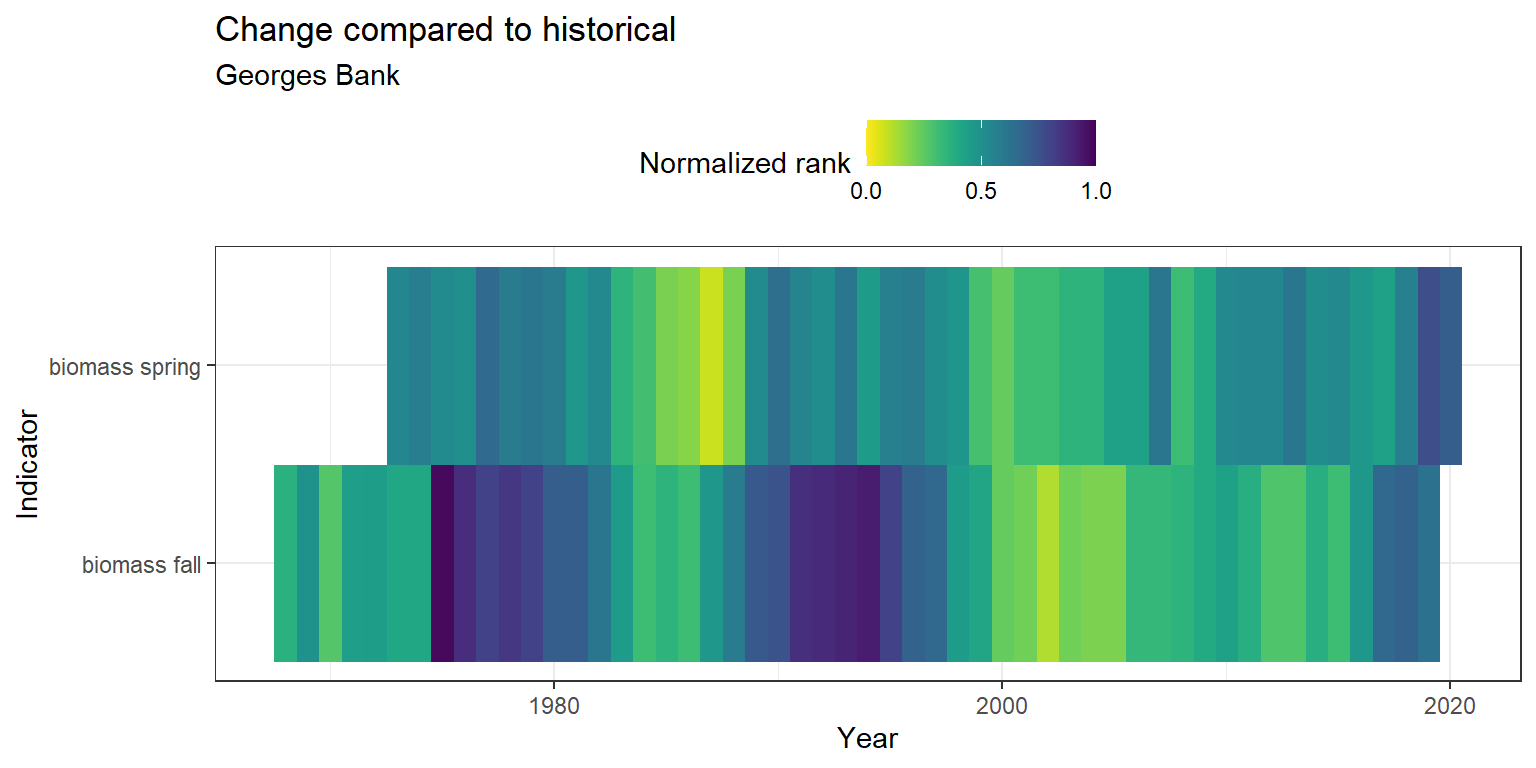 Change compared to historical
Georges Bank
Normalized rank
0.0 0.5 1.0
Indicator
biomass spring
biomass fall
1980 2000 2020
Year